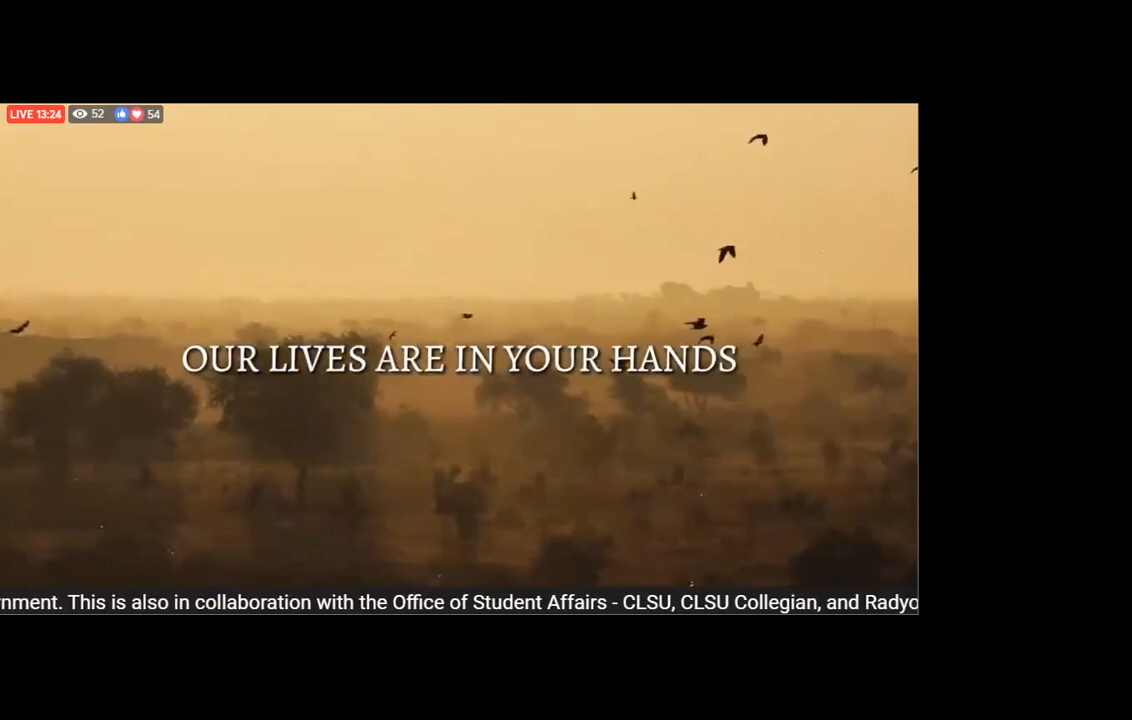 LIVE 13:24 52 54
OUR LIVES ARE IN YOUR HANDS
nment. This is also in collaboration with the Office of Student Affairs - CLSU, CLSU Collegian, and Radyo